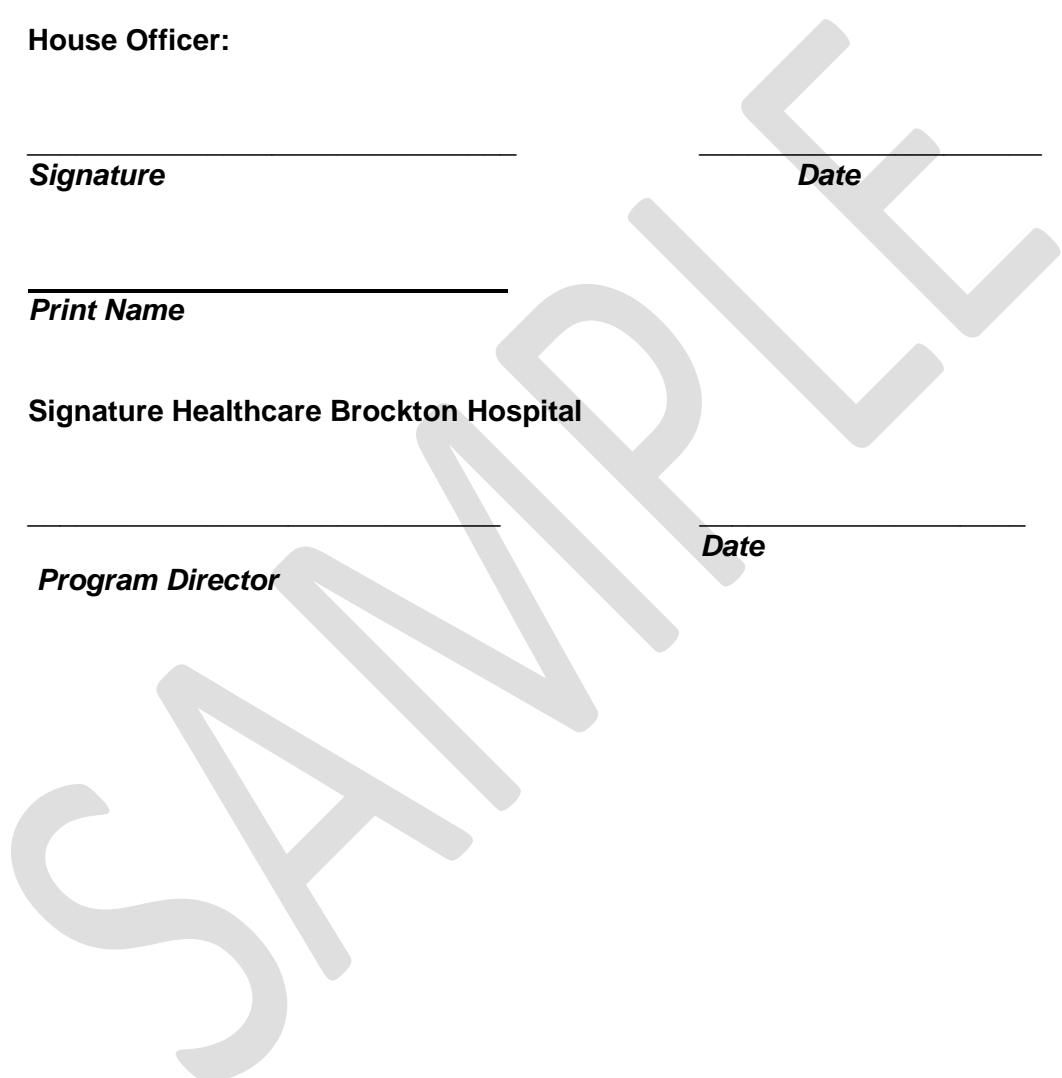 House Officer:
Signature Date
Print Name
Signature Healthcare Brockton Hospital
Date
Program Director
SAMPLE